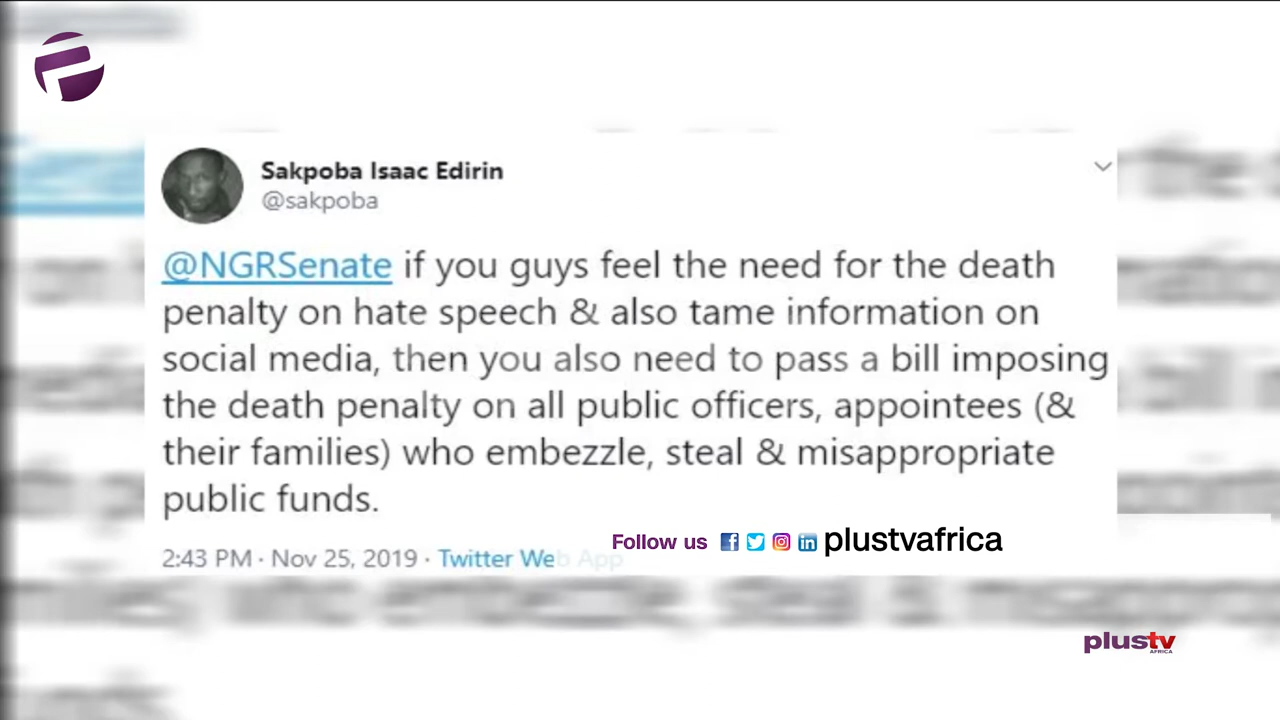 Sakpoba Isaac Edirin
@sakpoba
@NGRSenate if you guys feel the need for the death
penalty on hate speech & also tame information on
social media, then you also need to pass a bill imposing
the death penalty on all public officers, appointees (&
their families) who embezzle, steal & misappropriate
public funds.
2:43 PM · Nov 25, 2019 · Twitter Web App
Follow us plustvafrica
plustv
AFRICA